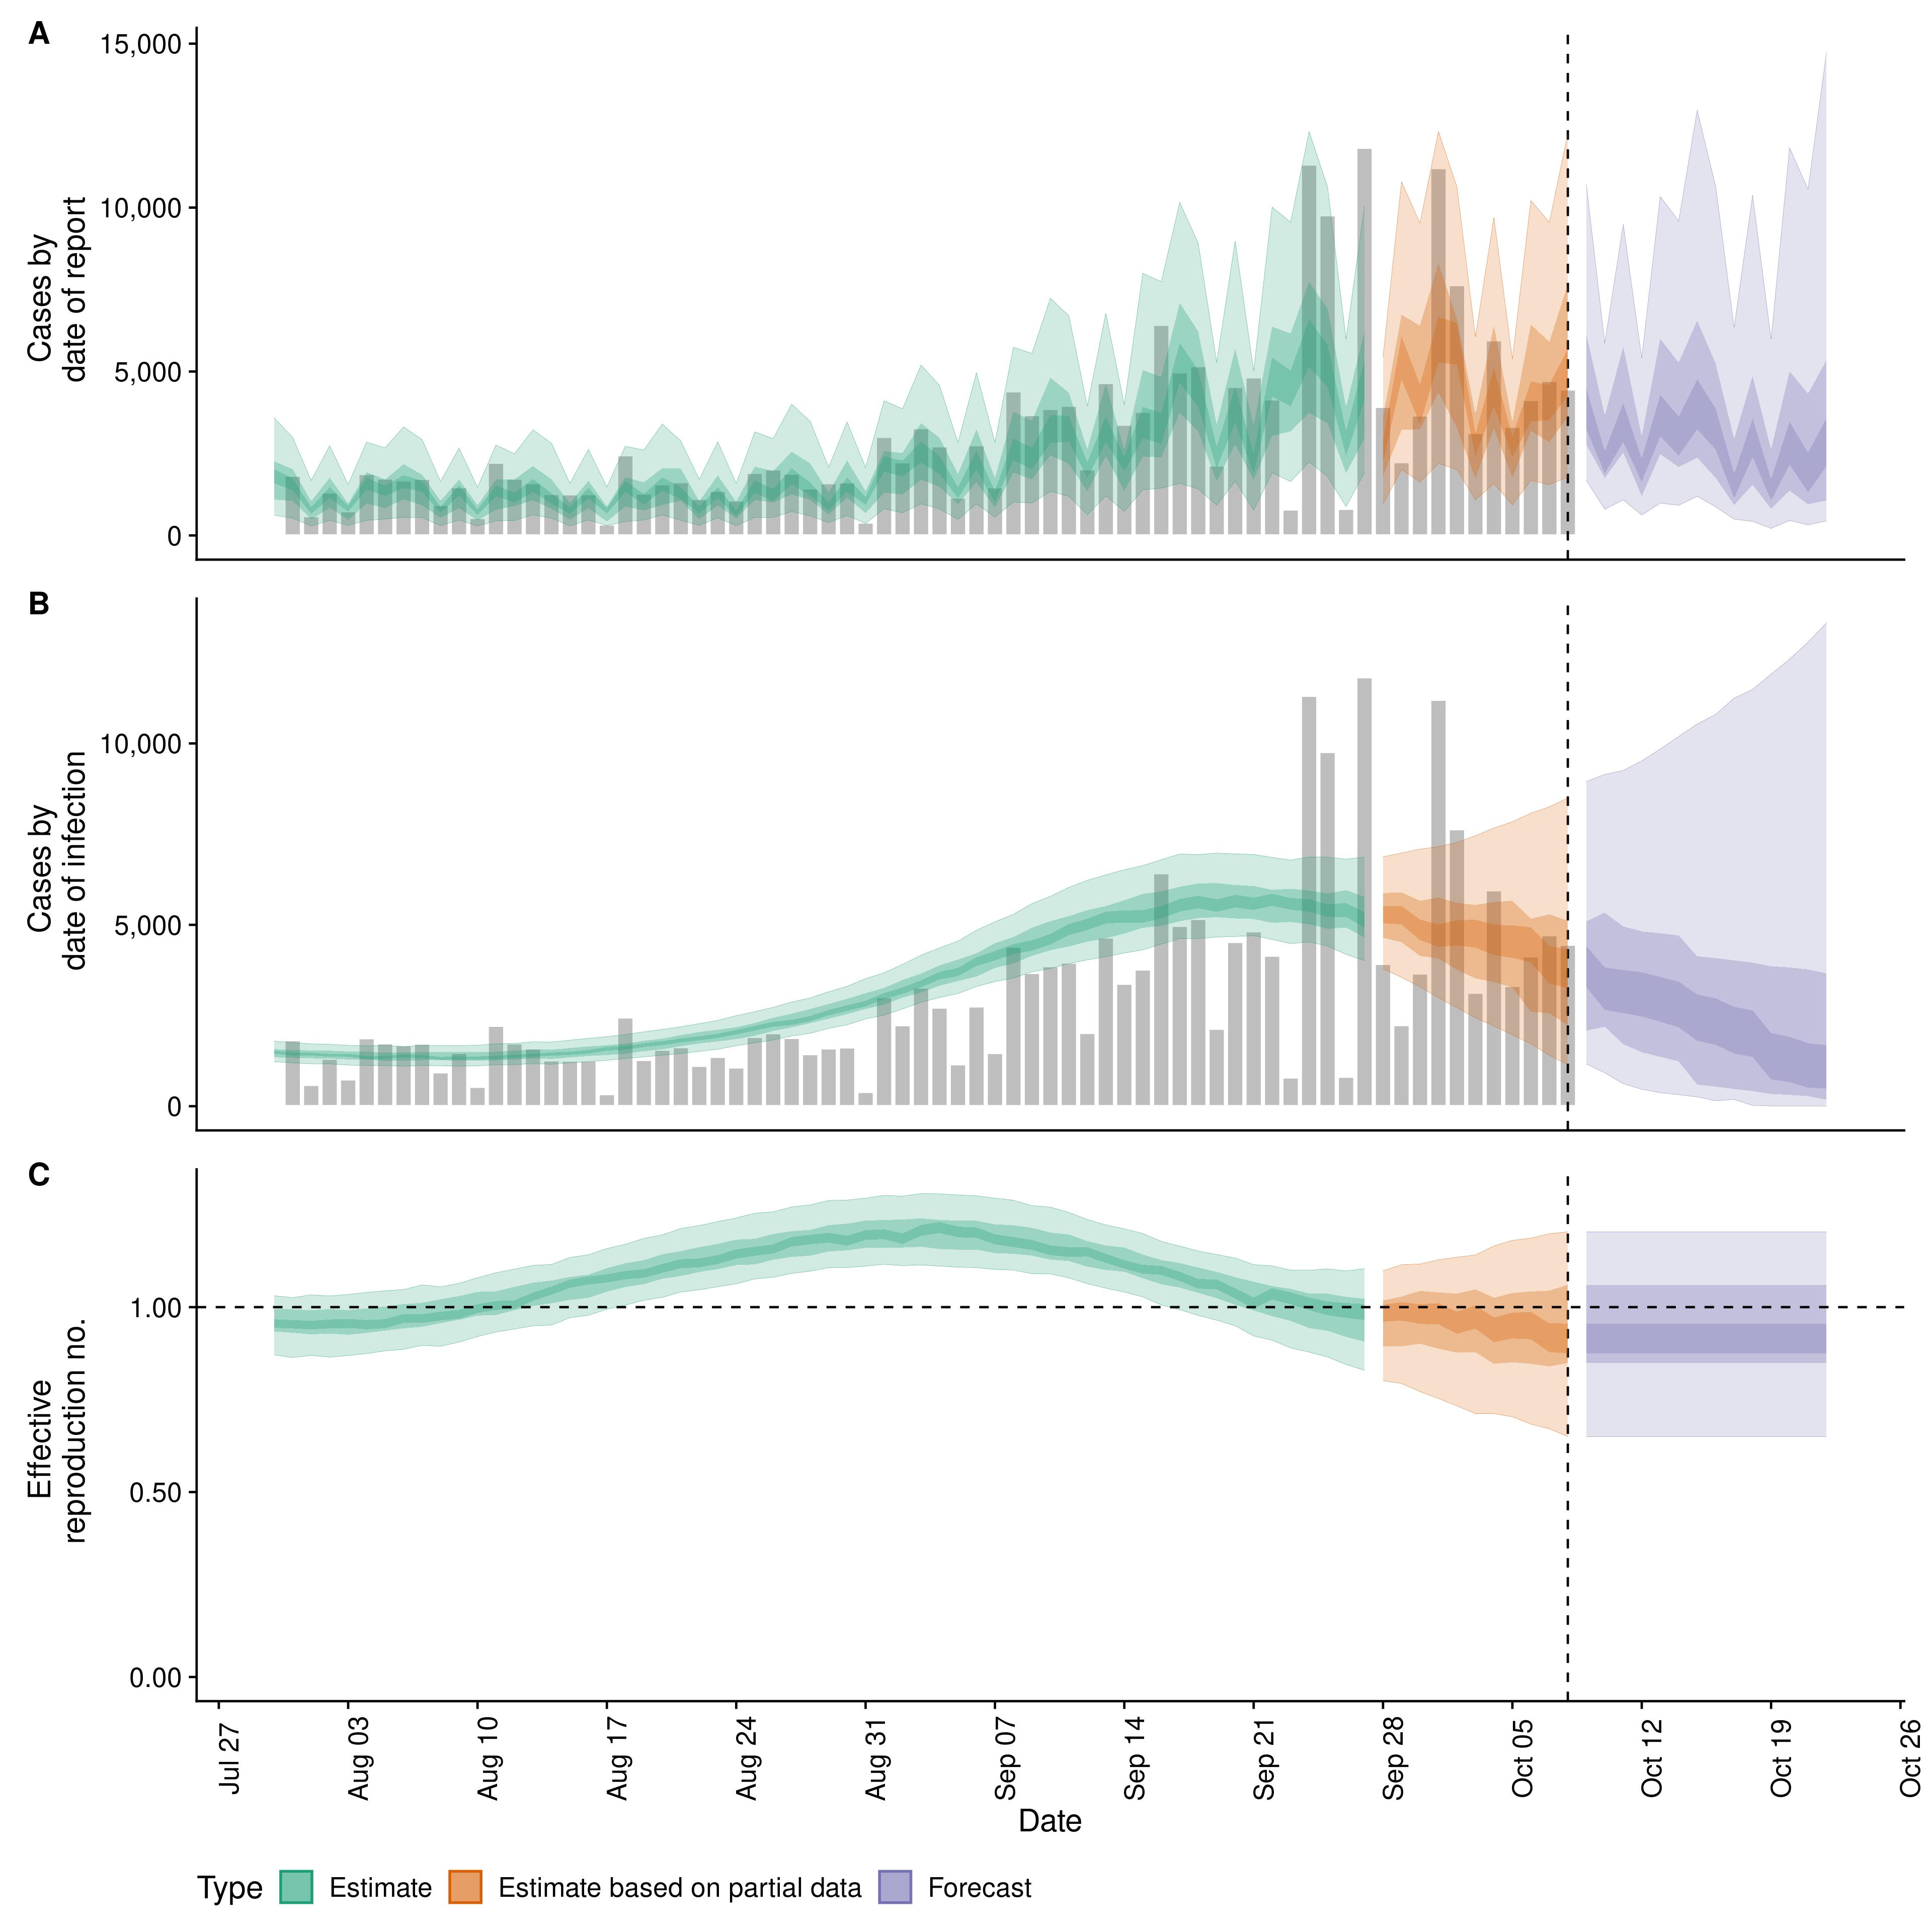 A
15,000
10,000
5,000
0
Cases by
date of report
B
10,000
5,000
0
Cases by
date of infection
C
1.00
0.50
0.00
Effective
reproduction no.
Jul 27
Aug 03
Aug 10
Aug 17
Aug 24
Aug 31
Sep 07
Sep 14
Sep 21
Sep 28
Oct 05
Oct 12
Oct 19
Oct 26
Date
Type Estimate Estimate based on partial data Forecast